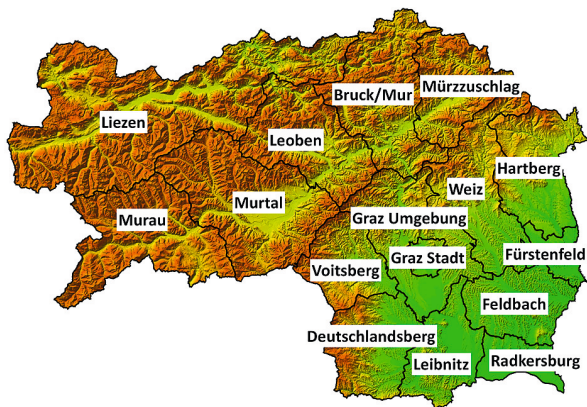 Mürzzuschlag
Bruck/Mur
Liezen
Leoben
Hartberg
Weiz
Murtal
Murau
Graz Umgebung
Fürstenfeld
Graz Stadt
Voitsberg
Feldbach
Deutschlandsberg
Leibnitz
Radkersburg